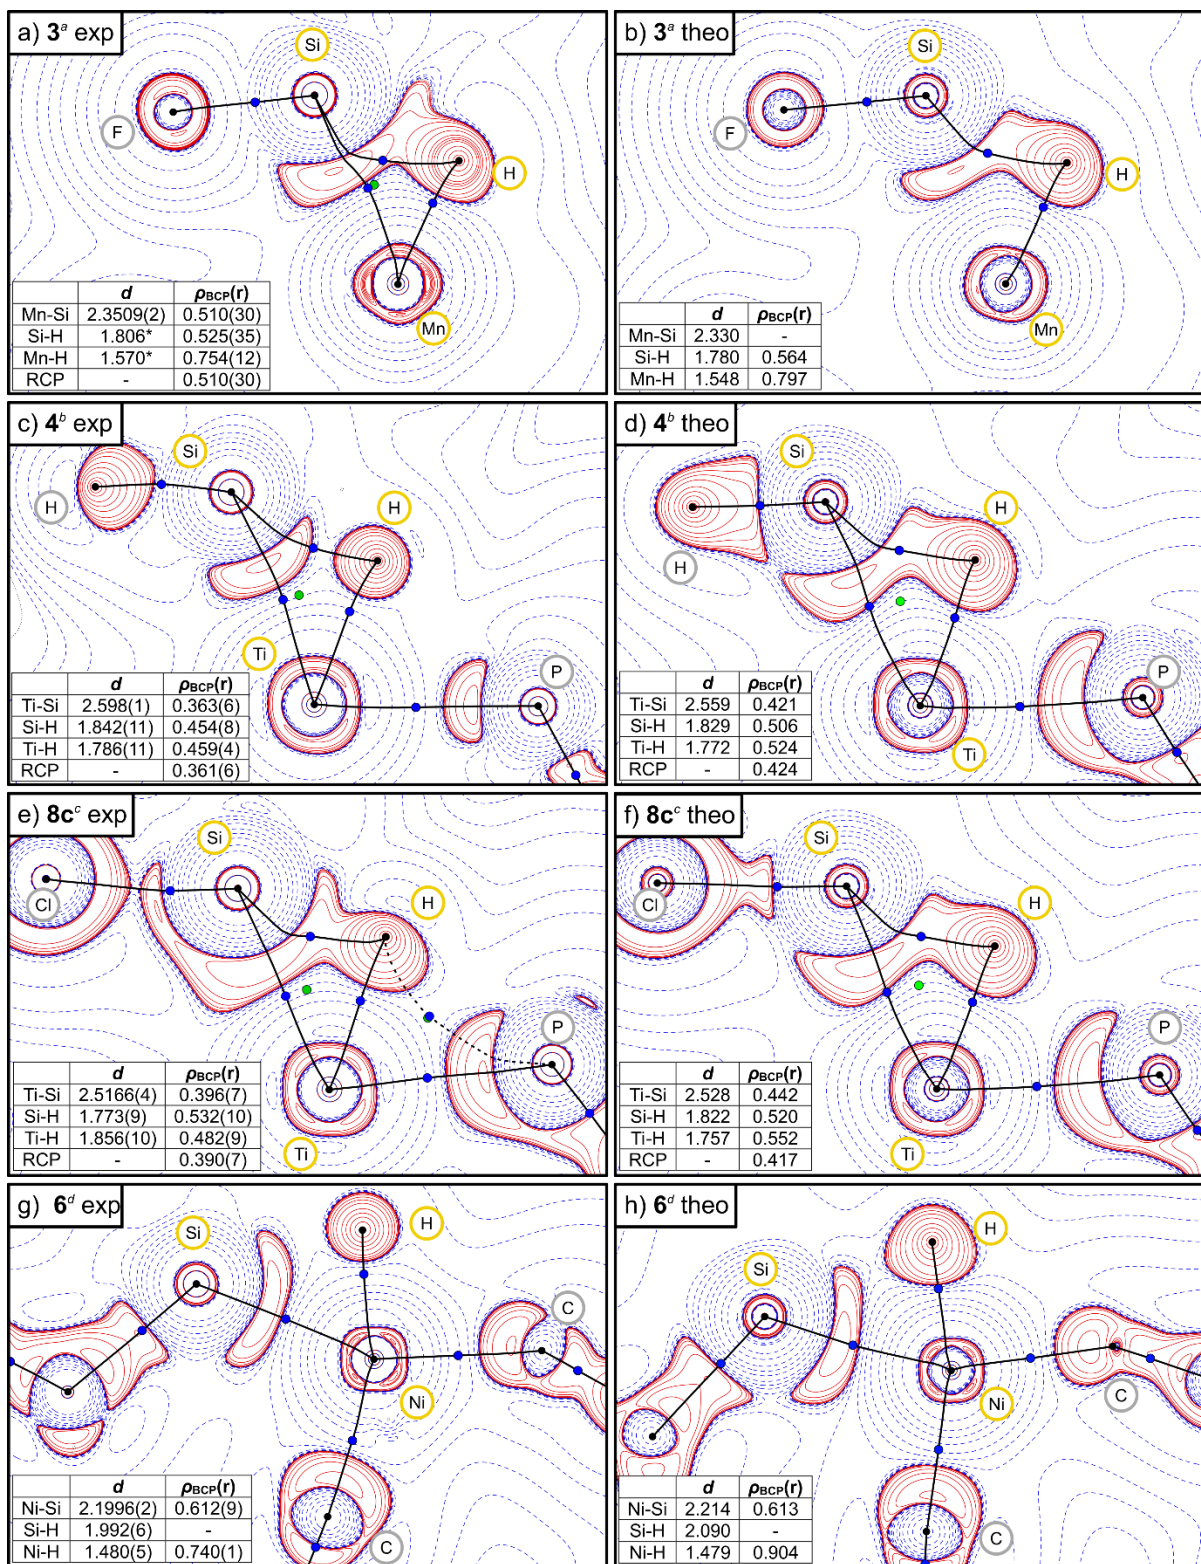 a) 3ᵃ exp
Si
F
H
Mn
d ρBCP(r)
Mn-Si 2.3509(2) 0.510(30)
Si-H 1.806* 0.525(35)
Mn-H 1.570* 0.754(12)
RCP - 0.510(30)
b) 3ᵃ theo
Si
F
H
Mn
d ρBCP(r)
Mn-Si 2.330 -
Si-H 1.780 0.564
Mn-H 1.548 0.797
c) 4ᵇ exp
Si
H
H
Ti
P
d ρBCP(r)
Ti-Si 2.598(1) 0.363(6)
Si-H 1.842(11) 0.454(8)
Ti-H 1.786(11) 0.459(4)
RCP - 0.361(6)
d) 4ᵇ theo
Si
H
H
P
Ti
d ρBCP(r)
Ti-Si 2.559 0.421
Si-H 1.829 0.506
Ti-H 1.772 0.524
RCP - 0.424
e) 8cᶜ exp
Si
Cl
H
P
Ti
d ρBCP(r)
Ti-Si 2.5166(4) 0.396(7)
Si-H 1.773(9) 0.532(10)
Ti-H 1.856(10) 0.482(9)
RCP - 0.390(7)
f) 8cᶜ theo
Si
Cl
H
P
Ti
d ρBCP(r)
Ti-Si 2.528 0.442
Si-H 1.822 0.520
Ti-H 1.757 0.552
RCP - 0.417
g) 6ᵈ exp
H
Si
C
Ni
C
d ρBCP(r)
Ni-Si 2.1996(2) 0.612(9)
Si-H 1.992(6) -
Ni-H 1.480(5) 0.740(1)
h) 6ᵈ theo
H
Si
C
Ni
C
d ρBCP(r)
Ni-Si 2.214 0.613
Si-H 2.090 -
Ni-H 1.479 0.904